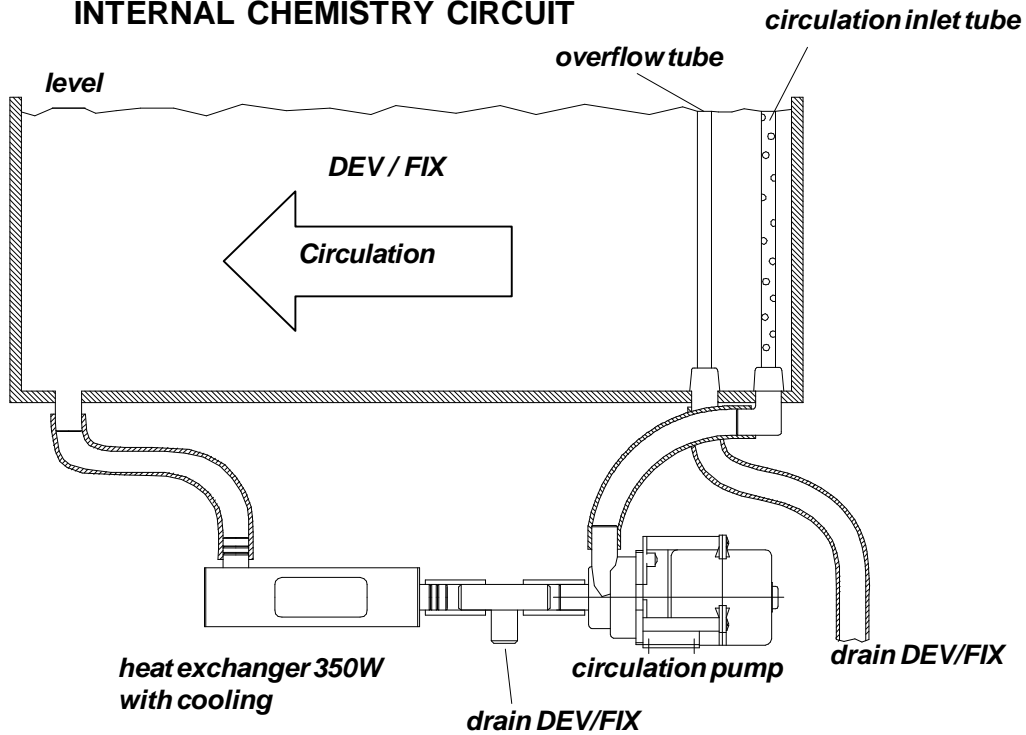 INTERNAL CHEMISTRY CIRCUIT
circulation inlet tube
overflow tube
level
DEV / FIX
Circulation
heat exchanger 350W
with cooling
circulation pump
drain DEV/FIX
drain DEV/FIX